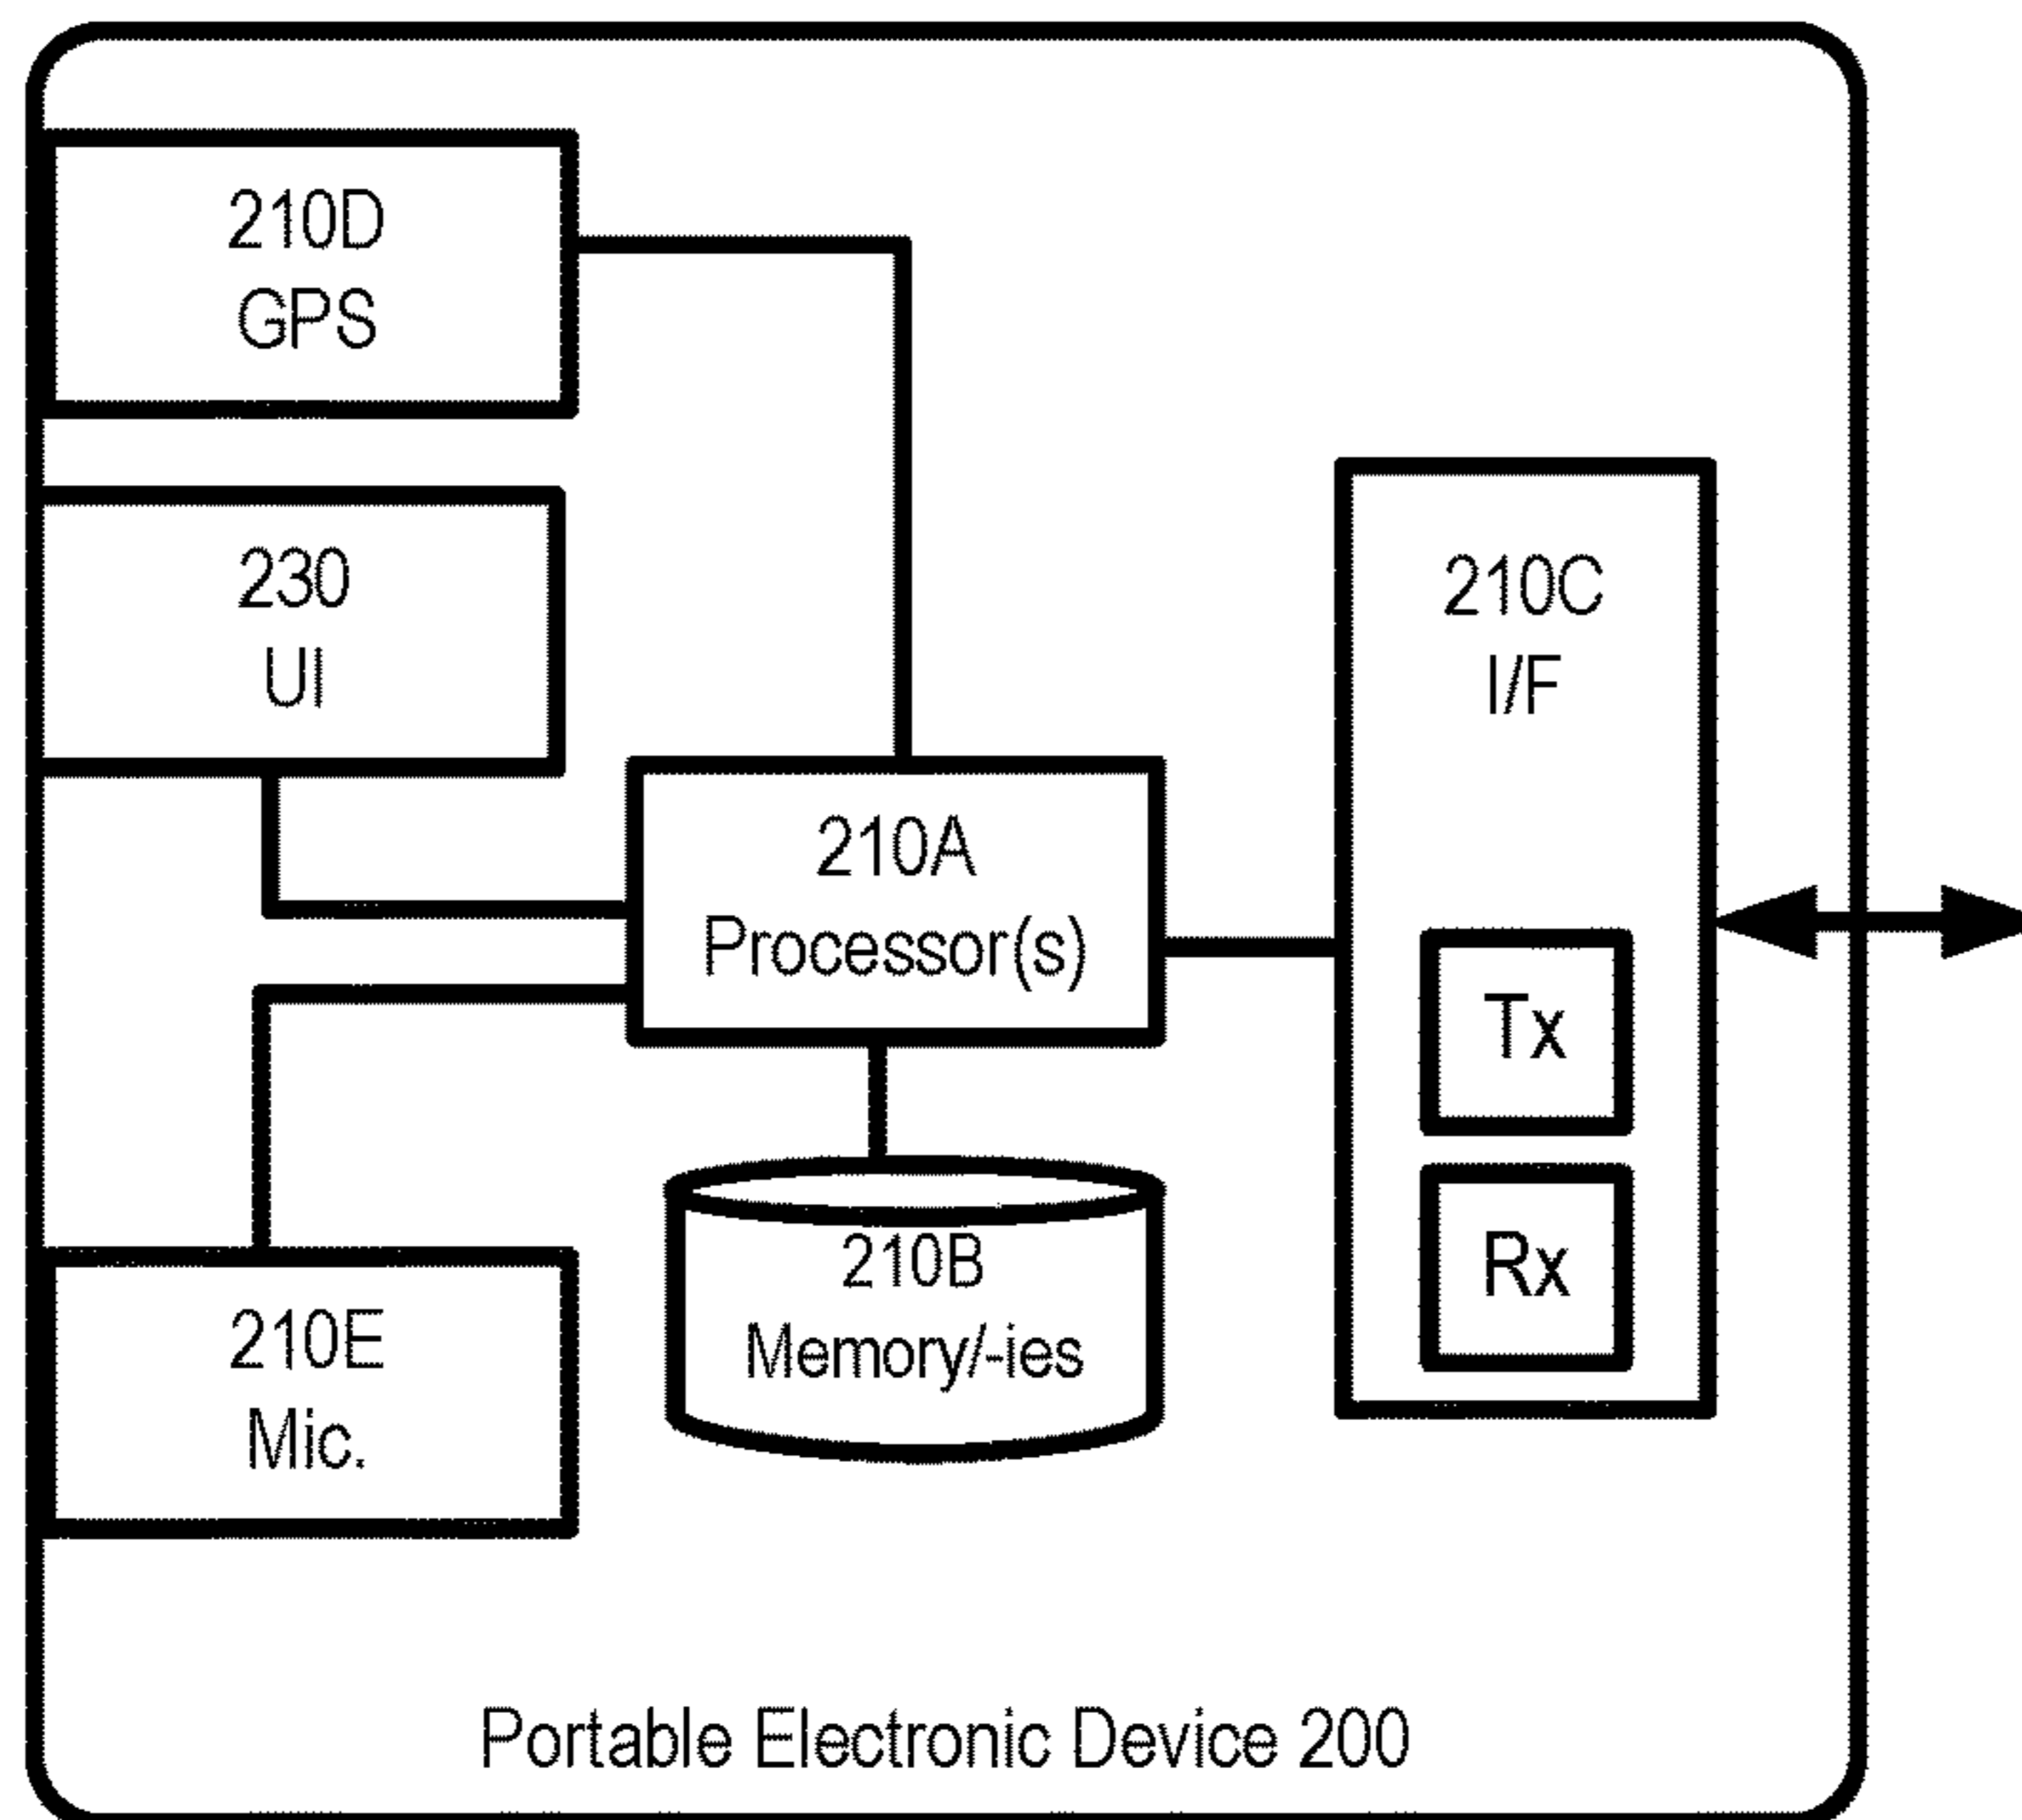 210D
GPS
230
UI
210C
I/F
210A
Processor(s)
Tx
Rx
210B
Memory/-ies
210E
Mic.
Portable Electronic Device 200